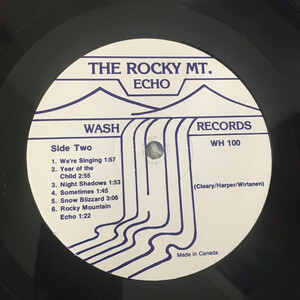 THE ROCKY MT.
ECHO
WASH RECORDS
Side Two
WH 100
1. We're Singing 1:57
2. Year of the
Child 2:55
3. Night Shadows 1:53
4. Sometimes 1:45
5. Snow Blizzard 3:06
6. Rocky Mountain
Echo 1:22
(Cleary/Harper/Wirtanen)
Made in Canada